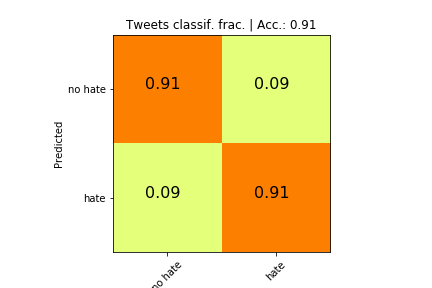 Tweets classif. frac. | Acc.: 0.91
no hate
0.91
0.09
Predicted
hate
0.09
0.91
no hate
hate